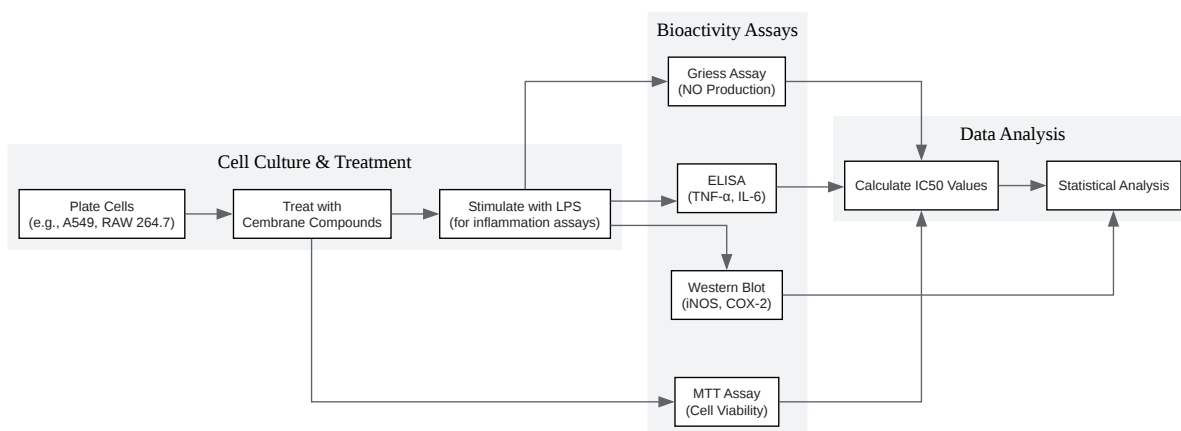 Cell Culture & Treatment
Plate Cells
(e.g., A549, RAW 264.7)
Treat with
Cembrane Compounds
Stimulate with LPS
(for inflammation assays)
Bioactivity Assays
Griess Assay
(NO Production)
ELISA
(TNF-α, IL-6)
Western Blot
(iNOS, COX-2)
MTT Assay
(Cell Viability)
Data Analysis
Calculate IC50 Values
Statistical Analysis